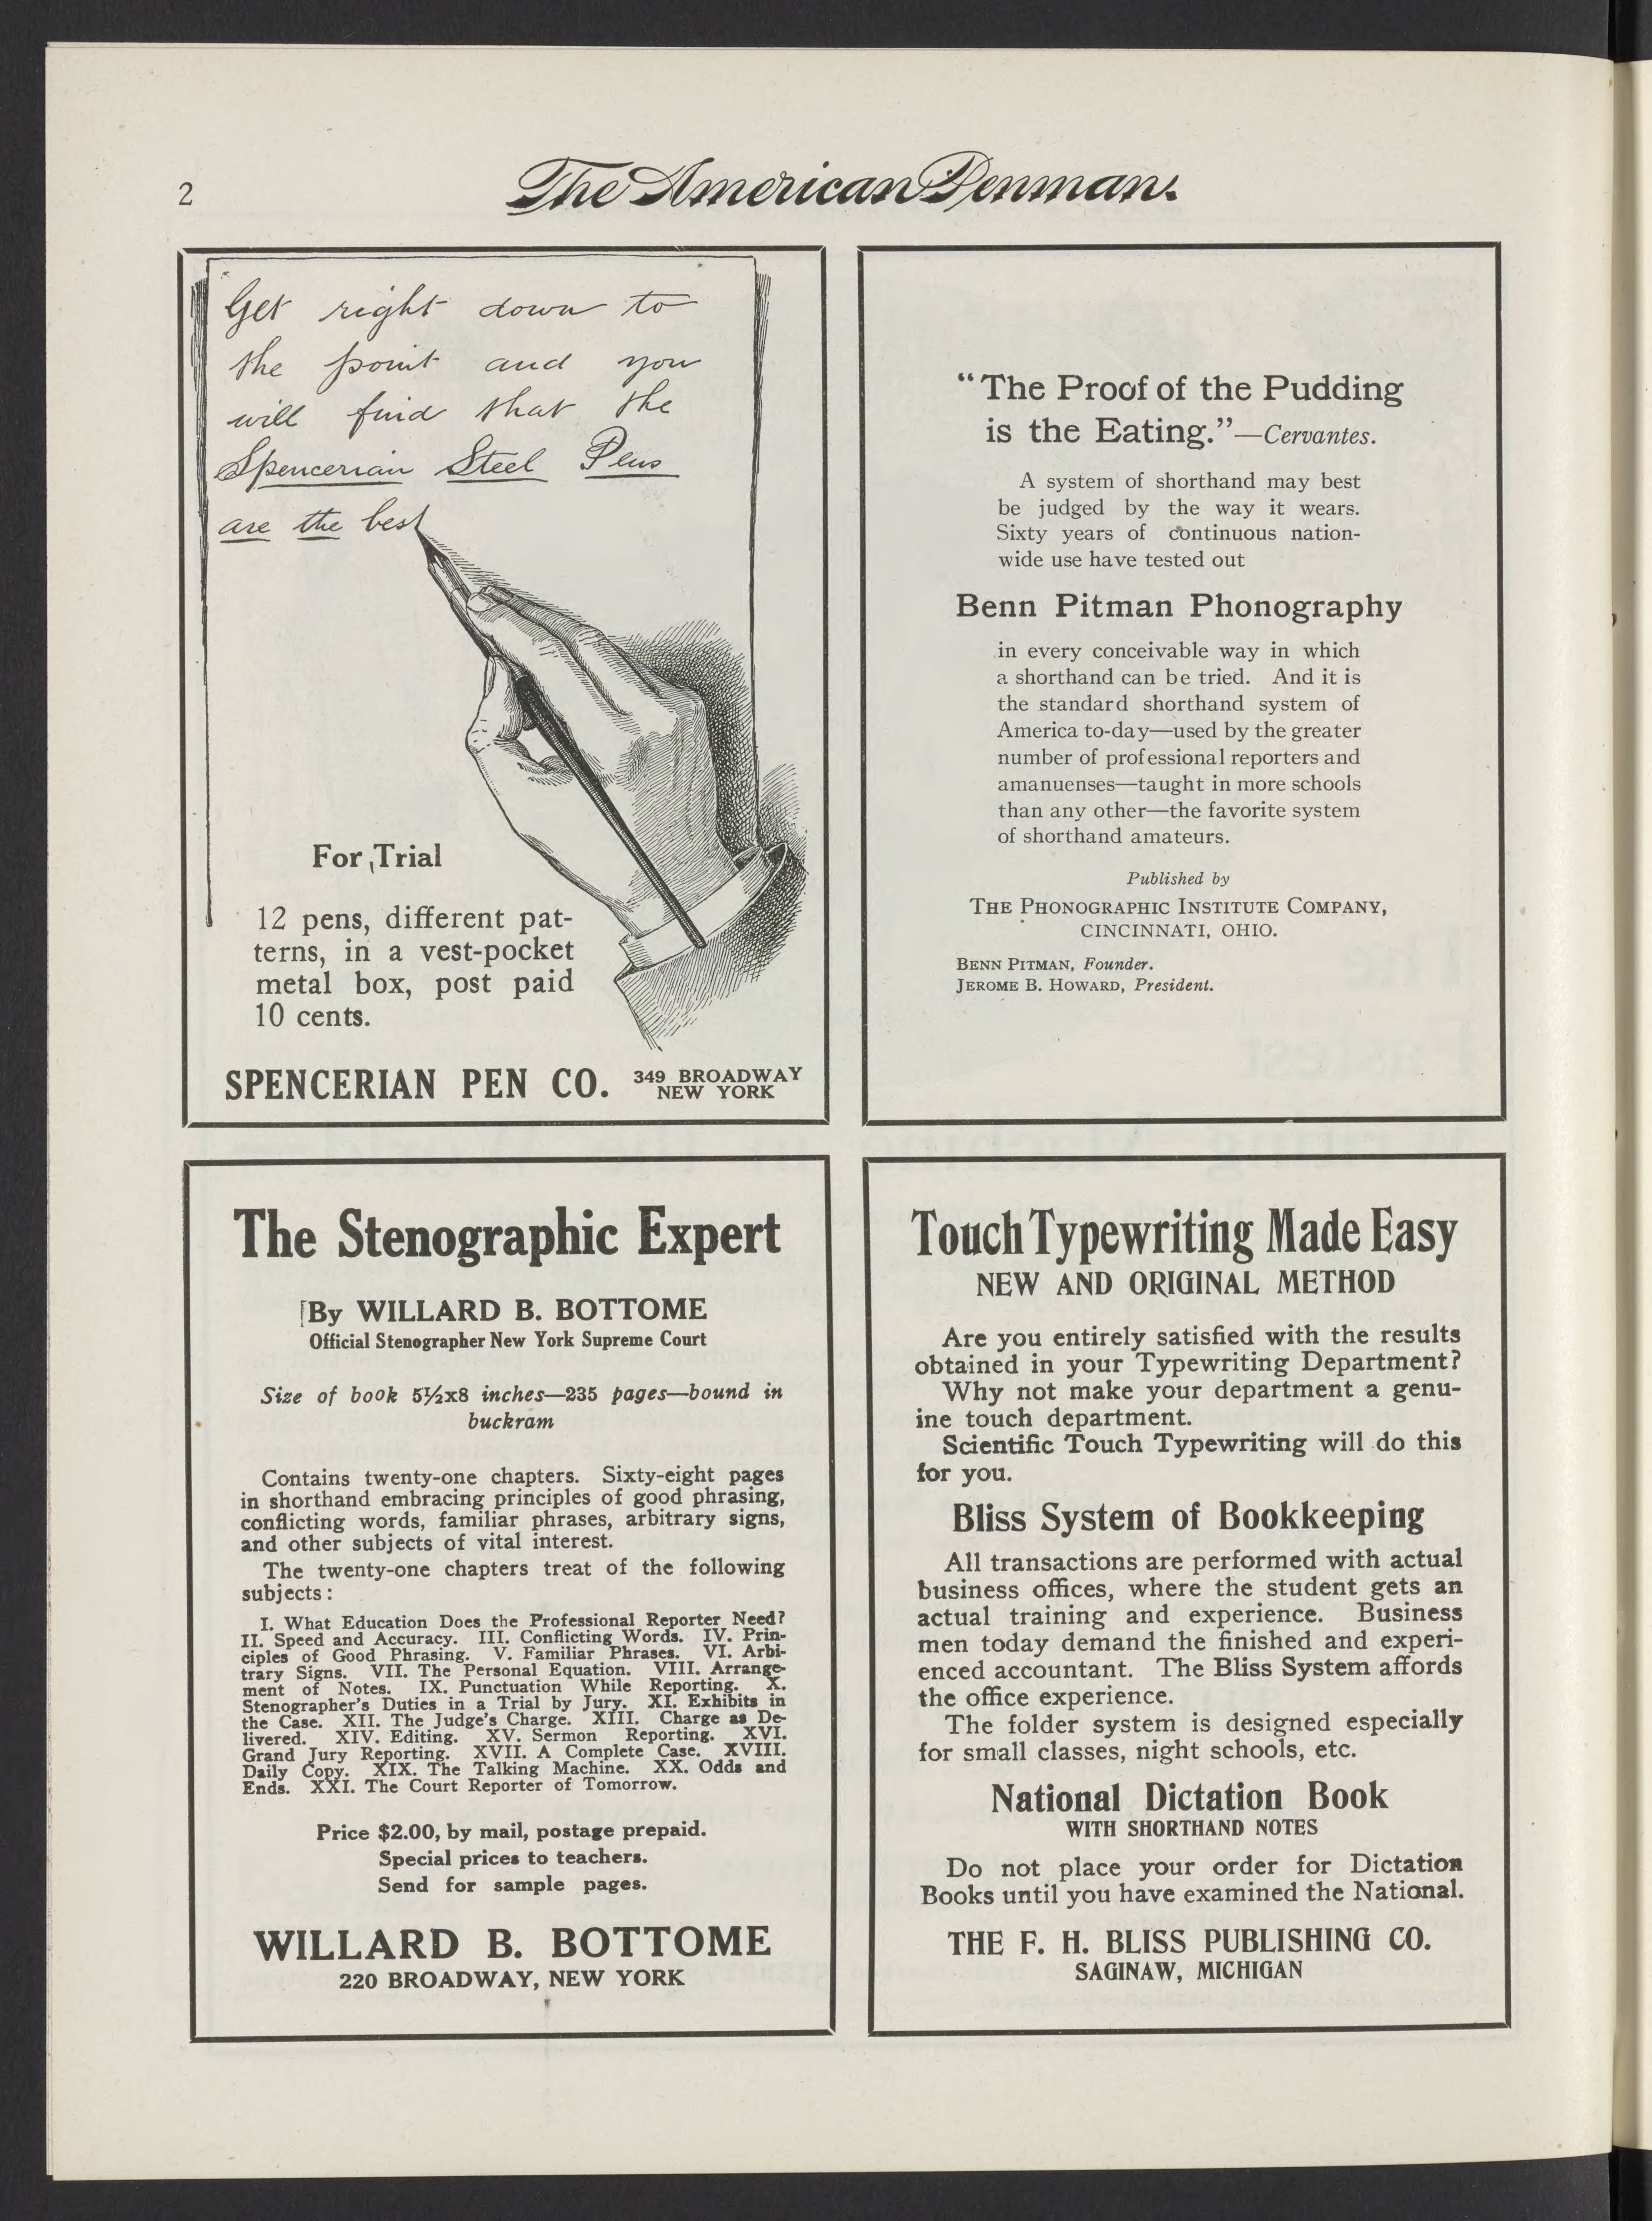 2
The American Penman
Get right down to
the point and you
will find that the
Spencerian Steel Pens
are the best
For Trial
12 pens, different pat-
terns, in a vest-pocket
metal box, post paid
10 cents.
SPENCERIAN PEN CO. 349 BROADWAY
NEW YORK
“The Proof of the Pudding
is the Eating.”—Cervantes.
A system of shorthand may best
be judged by the way it wears.
Sixty years of continuous nation-
wide use have tested out
Benn Pitman Phonography
in every conceivable way in which
a shorthand can be tried. And it is
the standard shorthand system of
America to-day—used by the greater
number of professional reporters and
amanuenses—taught in more schools
than any other—the favorite system
of shorthand amateurs.
Published by
THE PHONOGRAPHIC INSTITUTE COMPANY,
CINCINNATI, OHIO.
BENN PITMAN, Founder.
JEROME B. HOWARD, President.
The Stenographic Expert
By WILLARD B. BOTTOME
Official Stenographer New York Supreme Court
Size of book 5½x8 inches—235 pages—bound in
buckram
Contains twenty-one chapters. Sixty-eight pages
in shorthand embracing principles of good phrasing,
conflicting words, familiar phrases, arbitrary signs,
and other subjects of vital interest.
The twenty-one chapters treat of the following
subjects:
I. What Education Does the Professional Reporter Need?
II. Speed and Accuracy. III. Conflicting Words. IV. Prin-
ciples of Good Phrasing. V. Familiar Phrases. VI. Arbi-
trary Signs. VII. The Personal Equation. VIII. Arrange-
ment of Notes. IX. Punctuation While Reporting. X.
Stenographer's Duties in a Trial by Jury. XI. Exhibits in
the Case. XII. The Judge's Charge. XIII. Charge as De-
livered. XIV. Editing. XV. Sermon Reporting. XVI.
Grand Jury Reporting. XVII. A Complete Case. XVIII.
Daily Copy. XIX. The Talking Machine. XX. Odds and
Ends. XXI. The Court Reporter of Tomorrow.
Price $2.00, by mail, postage prepaid.
Special prices to teachers.
Send for sample pages.
WILLARD B. BOTTOME
220 BROADWAY, NEW YORK
Touch Typewriting Made Easy
NEW AND ORIGINAL METHOD
Are you entirely satisfied with the results
obtained in your Typewriting Department?
Why not make your department a genu-
ine touch department.
Scientific Touch Typewriting will do this
for you.
Bliss System of Bookkeeping
All transactions are performed with actual
business offices, where the student gets an
actual training and experience. Business
men today demand the finished and experi-
enced accountant. The Bliss System affords
the office experience.
The folder system is designed especially
for small classes, night schools, etc.
National Dictation Book
WITH SHORTHAND NOTES
Do not place your order for Dictation
Books until you have examined the National.
THE F. H. BLISS PUBLISHING CO.
SAGINAW, MICHIGAN